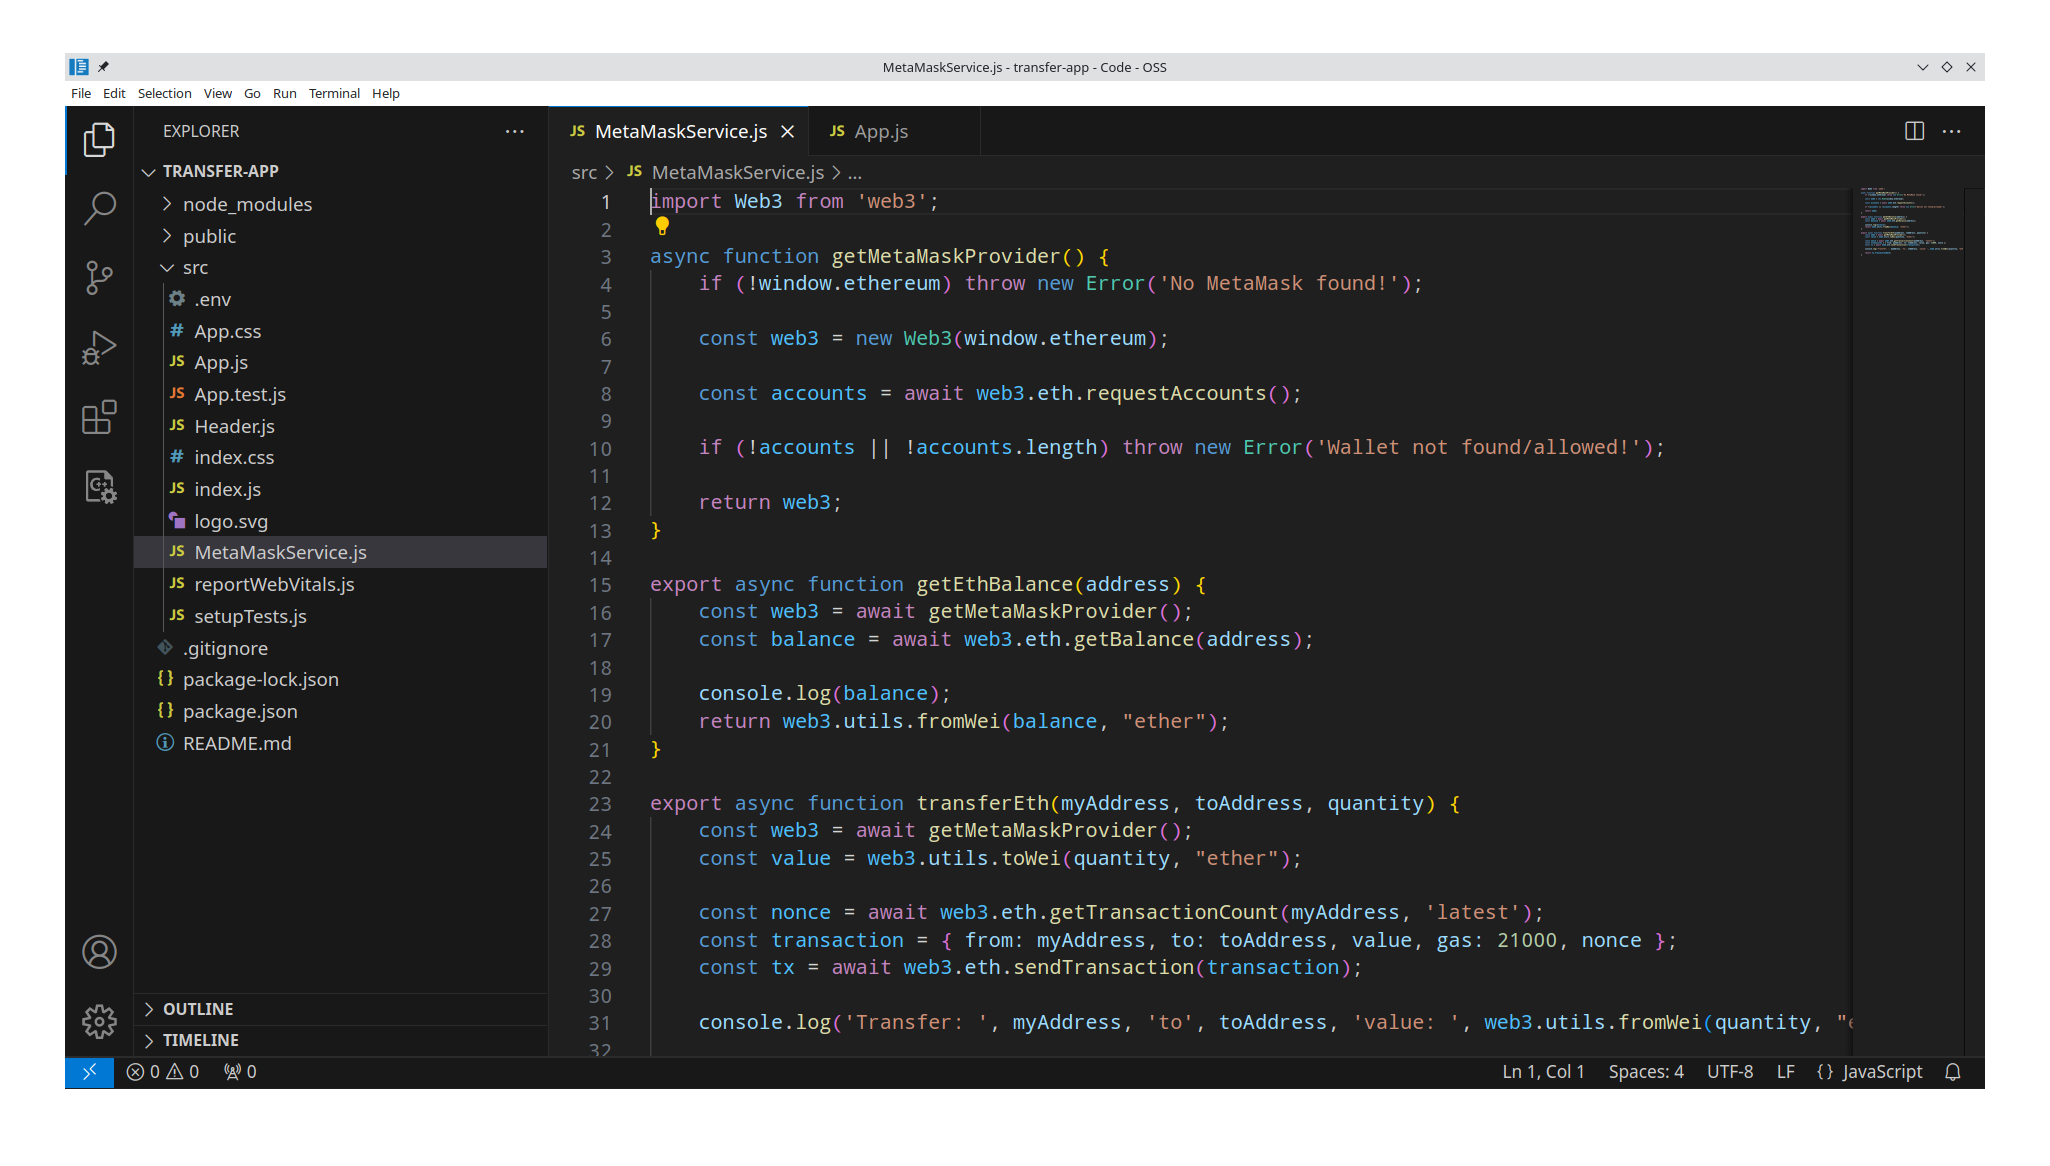 MetaMaskService.js - transfer-app - Code - OSS
File Edit Selection View Go Run Terminal Help
EXPLORER
TRANSFER-APP
node_modules
public
src
.env
# App.css
JS App.js
JS App.test.js
JS Header.js
# index.css
JS index.js
logo.svg
JS MetaMaskService.js
JS reportWebVitals.js
JS setupTests.js
.gitignore
{} package-lock.json
{} package.json
README.md
OUTLINE
TIMELINE
JS MetaMaskService.js
JS App.js
src > JS MetaMaskService.js > ...
1 import Web3 from 'web3';
2
3 async function getMetaMaskProvider() {
4     if (!window.ethereum) throw new Error('No MetaMask found!');
5
6     const web3 = new Web3(window.ethereum);
7
8     const accounts = await web3.eth.requestAccounts();
9
10     if (!accounts || !accounts.length) throw new Error('Wallet not found/allowed!');
11
12     return web3;
13 }
14
15 export async function getEthBalance(address) {
16     const web3 = await getMetaMaskProvider();
17     const balance = await web3.eth.getBalance(address);
18
19     console.log(balance);
20     return web3.utils.fromWei(balance, "ether");
21 }
22
23 export async function transferEth(myAddress, toAddress, quantity) {
24     const web3 = await getMetaMaskProvider();
25     const value = web3.utils.toWei(quantity, "ether");
26
27     const nonce = await web3.eth.getTransactionCount(myAddress, 'latest');
28     const transaction = { from: myAddress, to: toAddress, value, gas: 21000, nonce };
29     const tx = await web3.eth.sendTransaction(transaction);
30
31     console.log('Transfer: ', myAddress, 'to', toAddress, 'value: ', web3.utils.fromWei(quantity, "e
32
0 0 0
Ln 1, Col 1 Spaces: 4 UTF-8 LF {} JavaScript